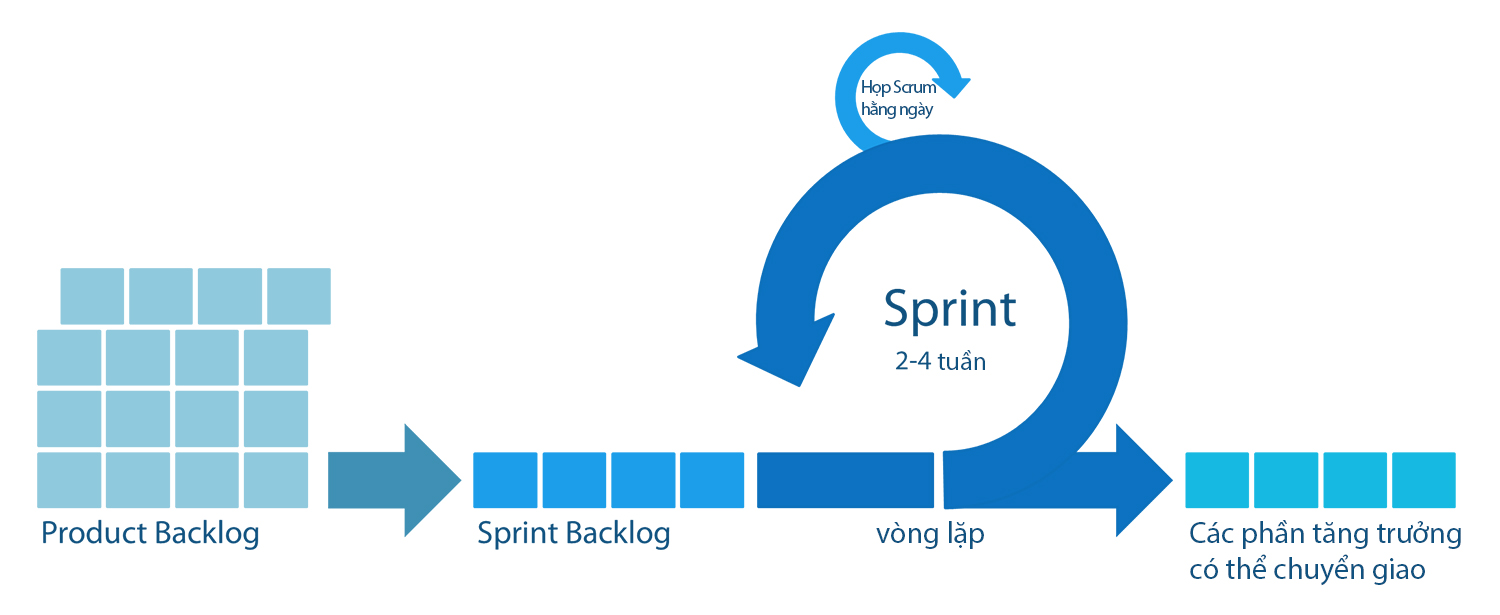 Họp Scrum
hằng ngày
Sprint
2-4 tuần
Product Backlog
Sprint Backlog
vòng lặp
Các phần tăng trưởng
có thể chuyển giao